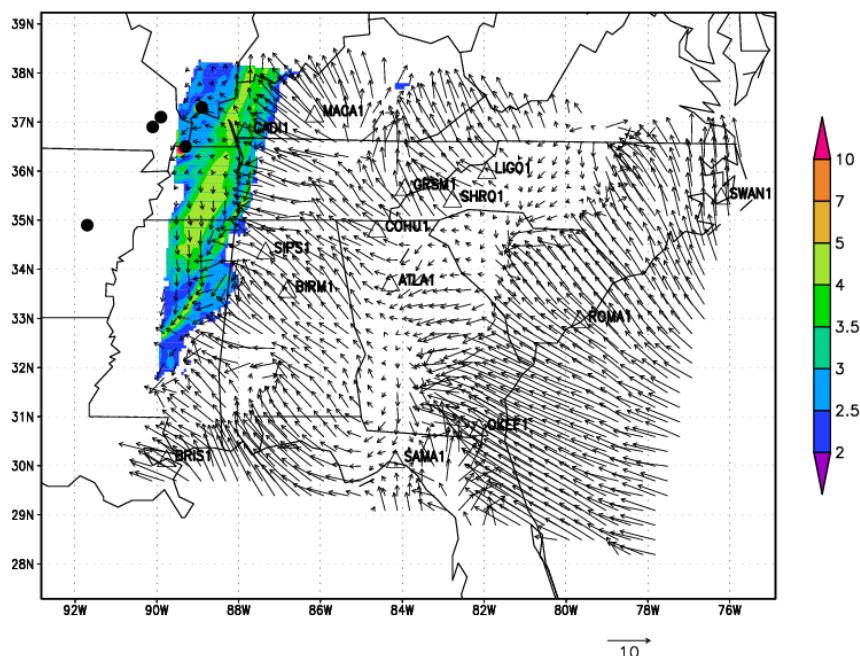 39N
38N
37N
36N
35N
34N
33N
32N
31N
30N
29N
28N
MACA1
CADI1
LIGO1
GRSM1
SHRO1
SWAN1
COHU1
SIPS1
ATLA1
BIRM1
ROMA1
OKEF1
BRIS1
SAMA1
92W
90W
88W
86W
84W
82W
80W
78W
76W
10
7
5
4
3.5
3
2.5
2
10